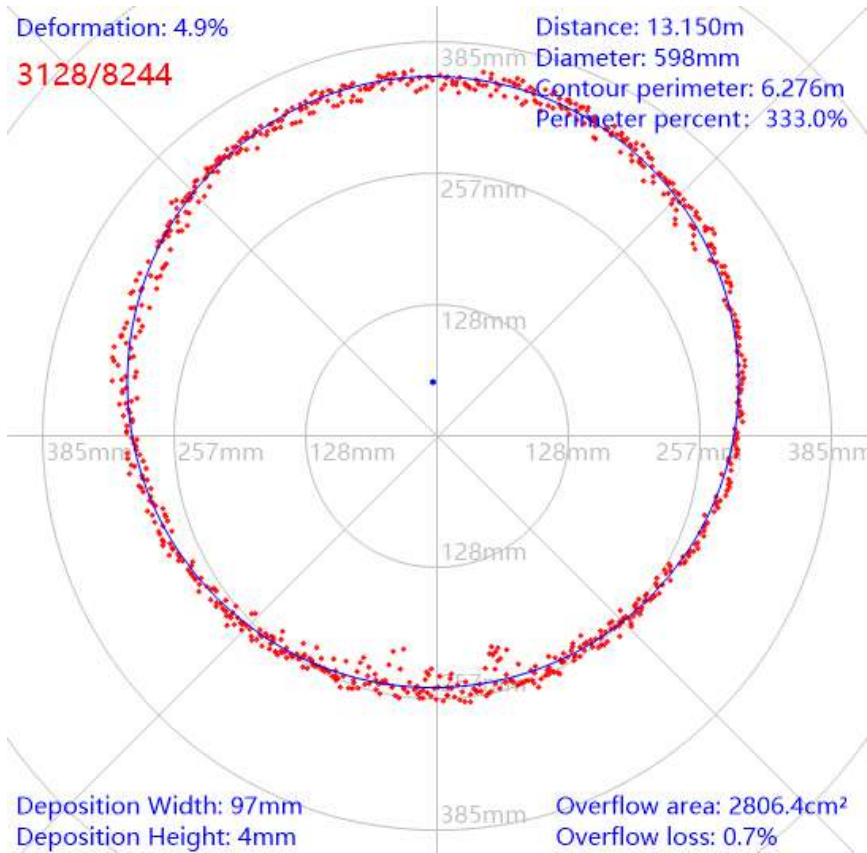 Deformation: 4.9%
3128/8244
Distance: 13.150m
Diameter: 598mm
Contour perimeter: 6.276m
Perimeter percent: 333.0%
385mm
257mm
128mm
385mm 257mm 128mm 128mm 257mm 385mm
128mm
257mm
385mm
Deposition Width: 97mm
Deposition Height: 4mm
Overflow area: 2806.4cm²
Overflow loss: 0.7%